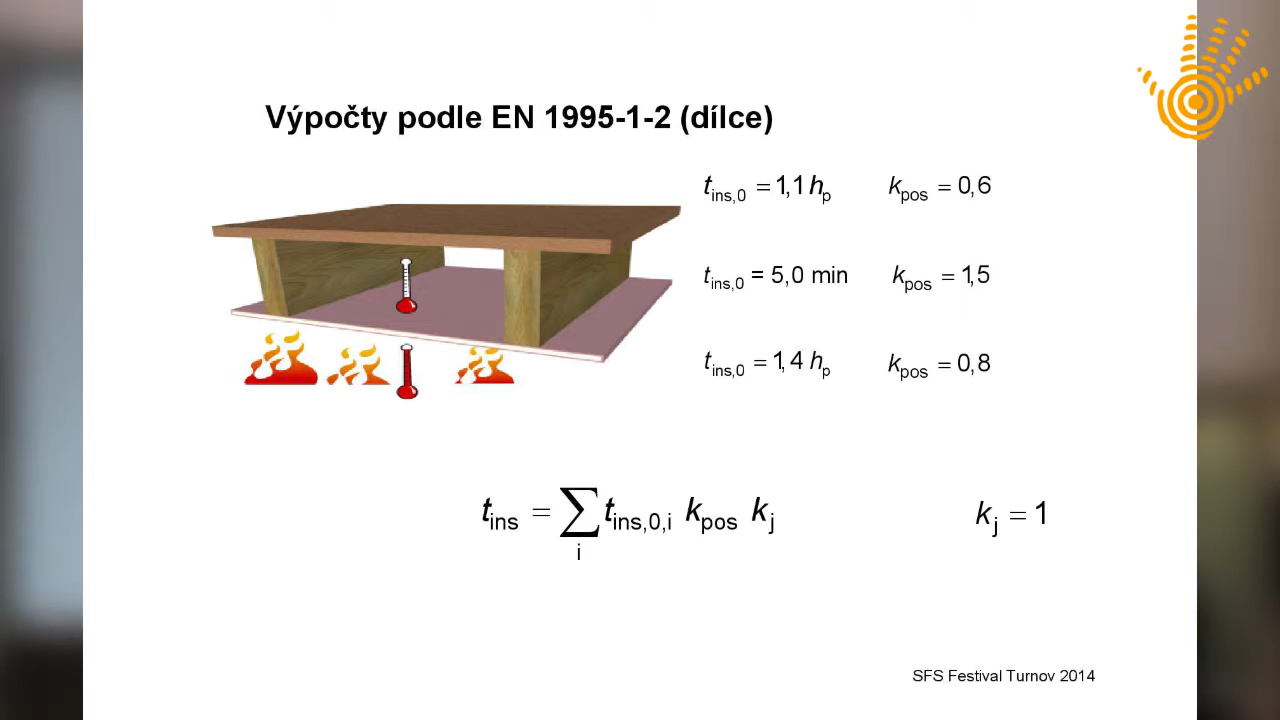 Výpočty podle EN 1995-1-2 (dílce)
t_ins,0 = 1,1 h_p k_pos = 0,6
t_ins,0 = 5,0 min k_pos = 1,5
t_ins,0 = 1,4 h_p k_pos = 0,8
t_ins = ∑_i t_ins,0,i k_pos k_j k_j = 1
SFS Festival Turnov 2014